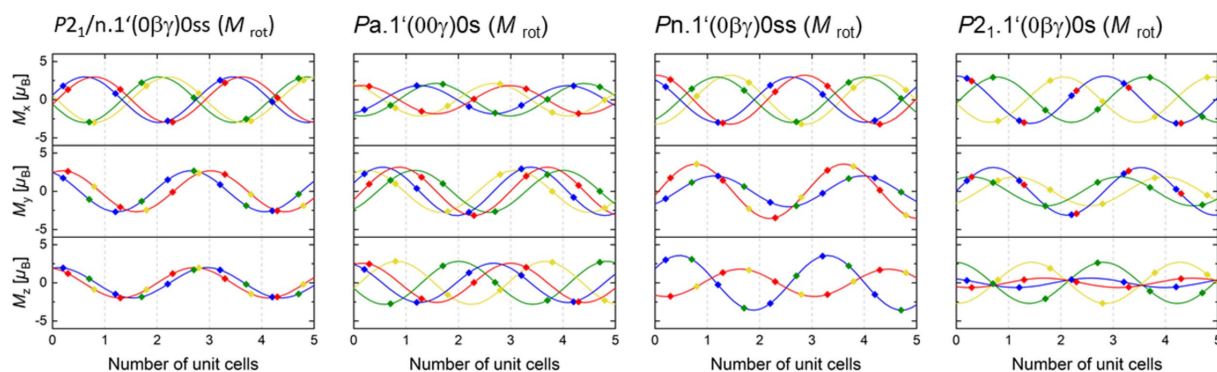 P2₁/n.1‘(0βγ)0ss (M rot)
Pa.1‘(00γ)0s (M rot)
Pn.1‘(0βγ)0s (M rot)
P2₁.1‘(0βγ)0s (M rot)
Mx [μB]
5
0
-5
My [μB]
5
0
-5
Mz [μB]
5
0
-5
0 1 2 3 4 5
0 1 2 3 4 5
0 1 2 3 4 5
0 1 2 3 4 5
Number of unit cells
Number of unit cells
Number of unit cells
Number of unit cells